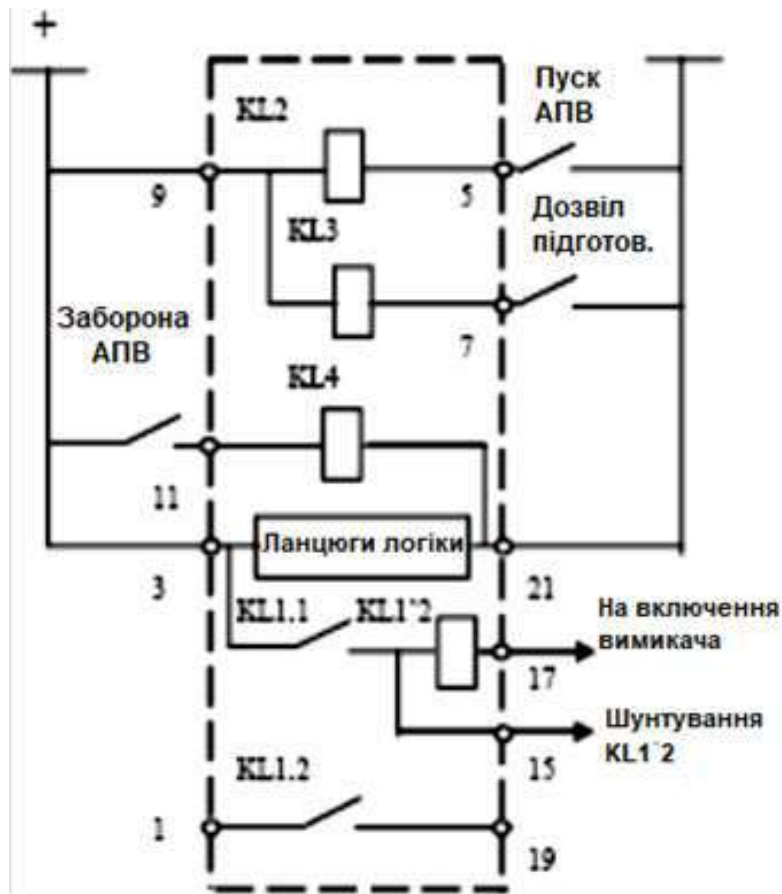 +
KL2
Пуск
АПВ
9
5
KL3
Дозвіл
підготов.
Заборона
АПВ
7
KL4
11
Ланцюги логіки
3
21
KL1.1
KL1`2
На включення
вимикача
17
Шунтування
KL1`2
KL1.2
15
1
19